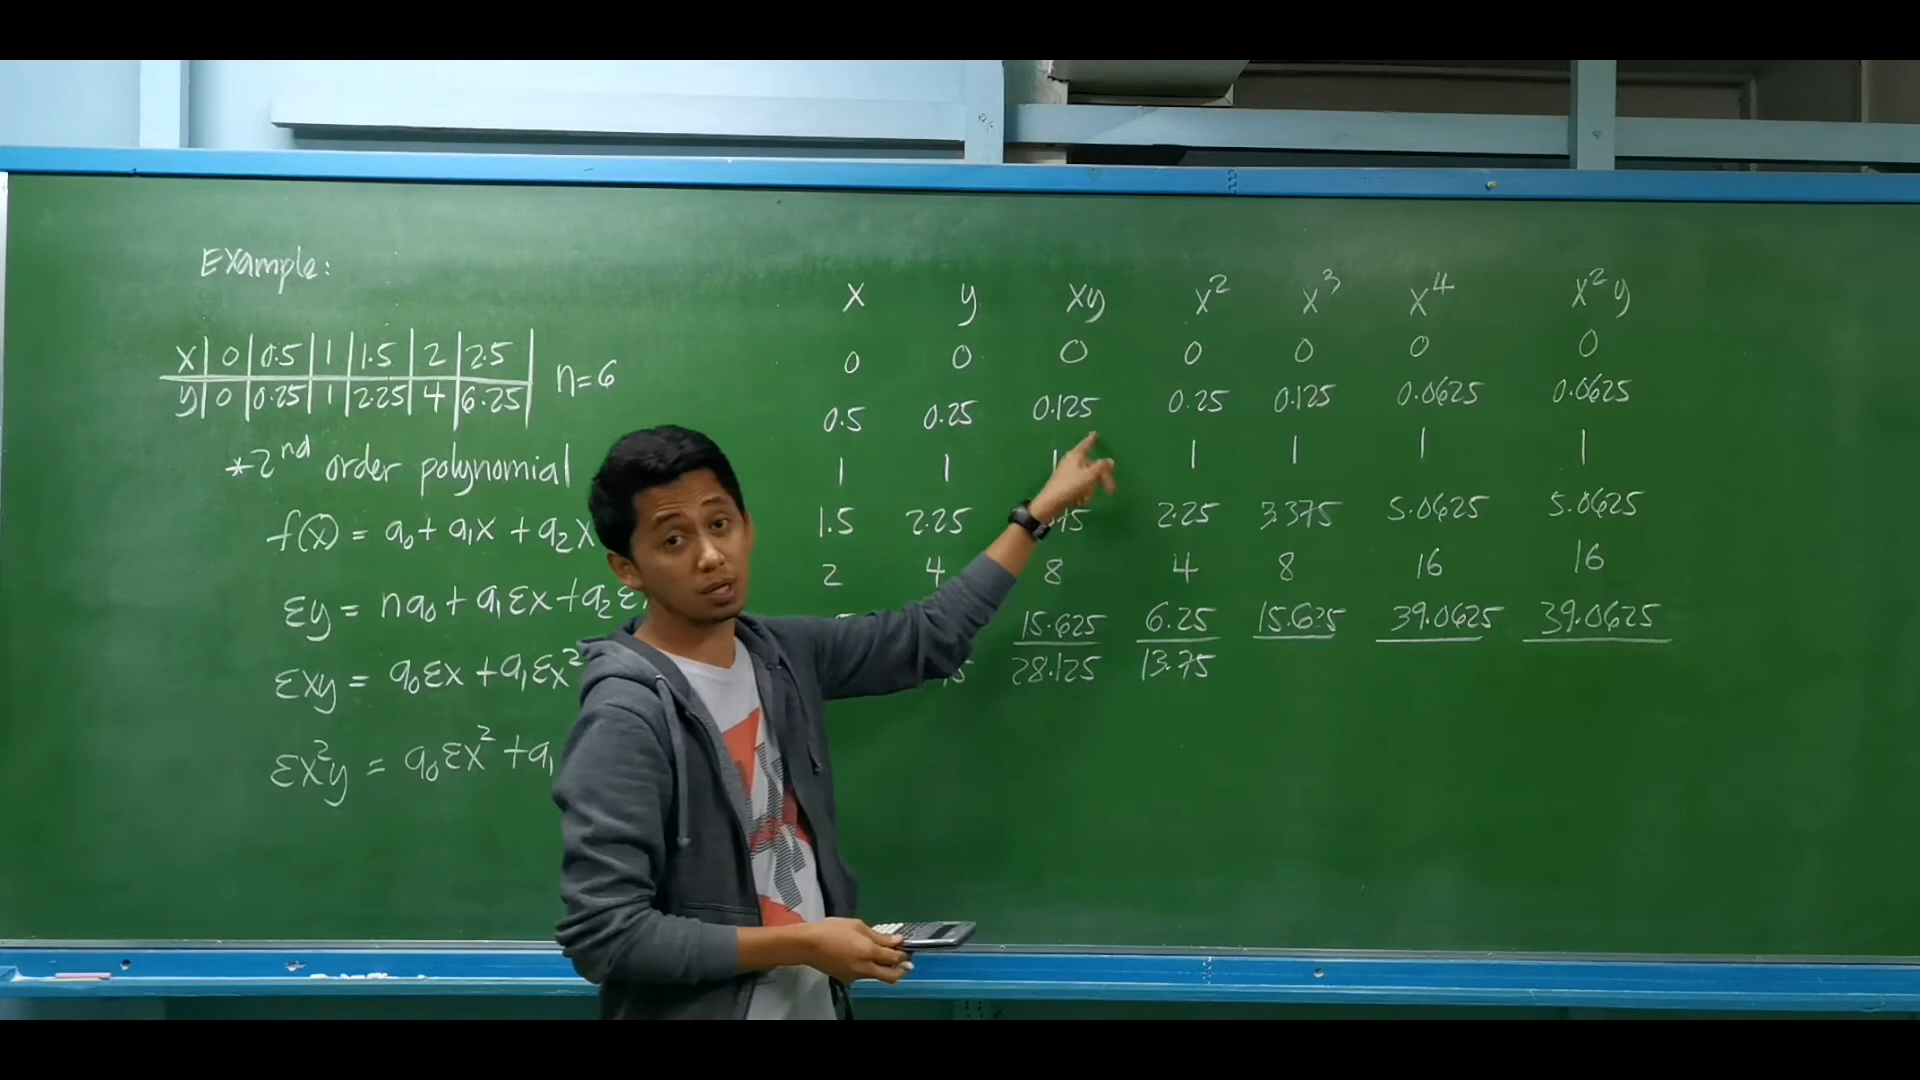 Example:
x | 0 | 0.5 | 1 | 1.5 | 2 | 2.5
y | 0 | 0.25 | 1 | 2.25 | 4 | 6.25
n=6
*2nd order polynomial
f(x) = a₀ + a₁x + a₂x
Σy = na₀ + a₁Σx + a₂Σ
Σxy = a₀Σx + a₁Σx²
Σx²y = a₀Σx² + a₁
x y xy x² x³ x⁴ x²y
0 0 0 0 0 0 0
0.5 0.25 0.125 0.25 0.125 0.0625 0.0625
1 1 1 1 1 1 1
1.5 2.25 75 2.25 3.375 5.0625 5.0625
2 4 8 4 8 16 16
15.625 6.25 15.625 39.0625 39.0625
28.125 13.75